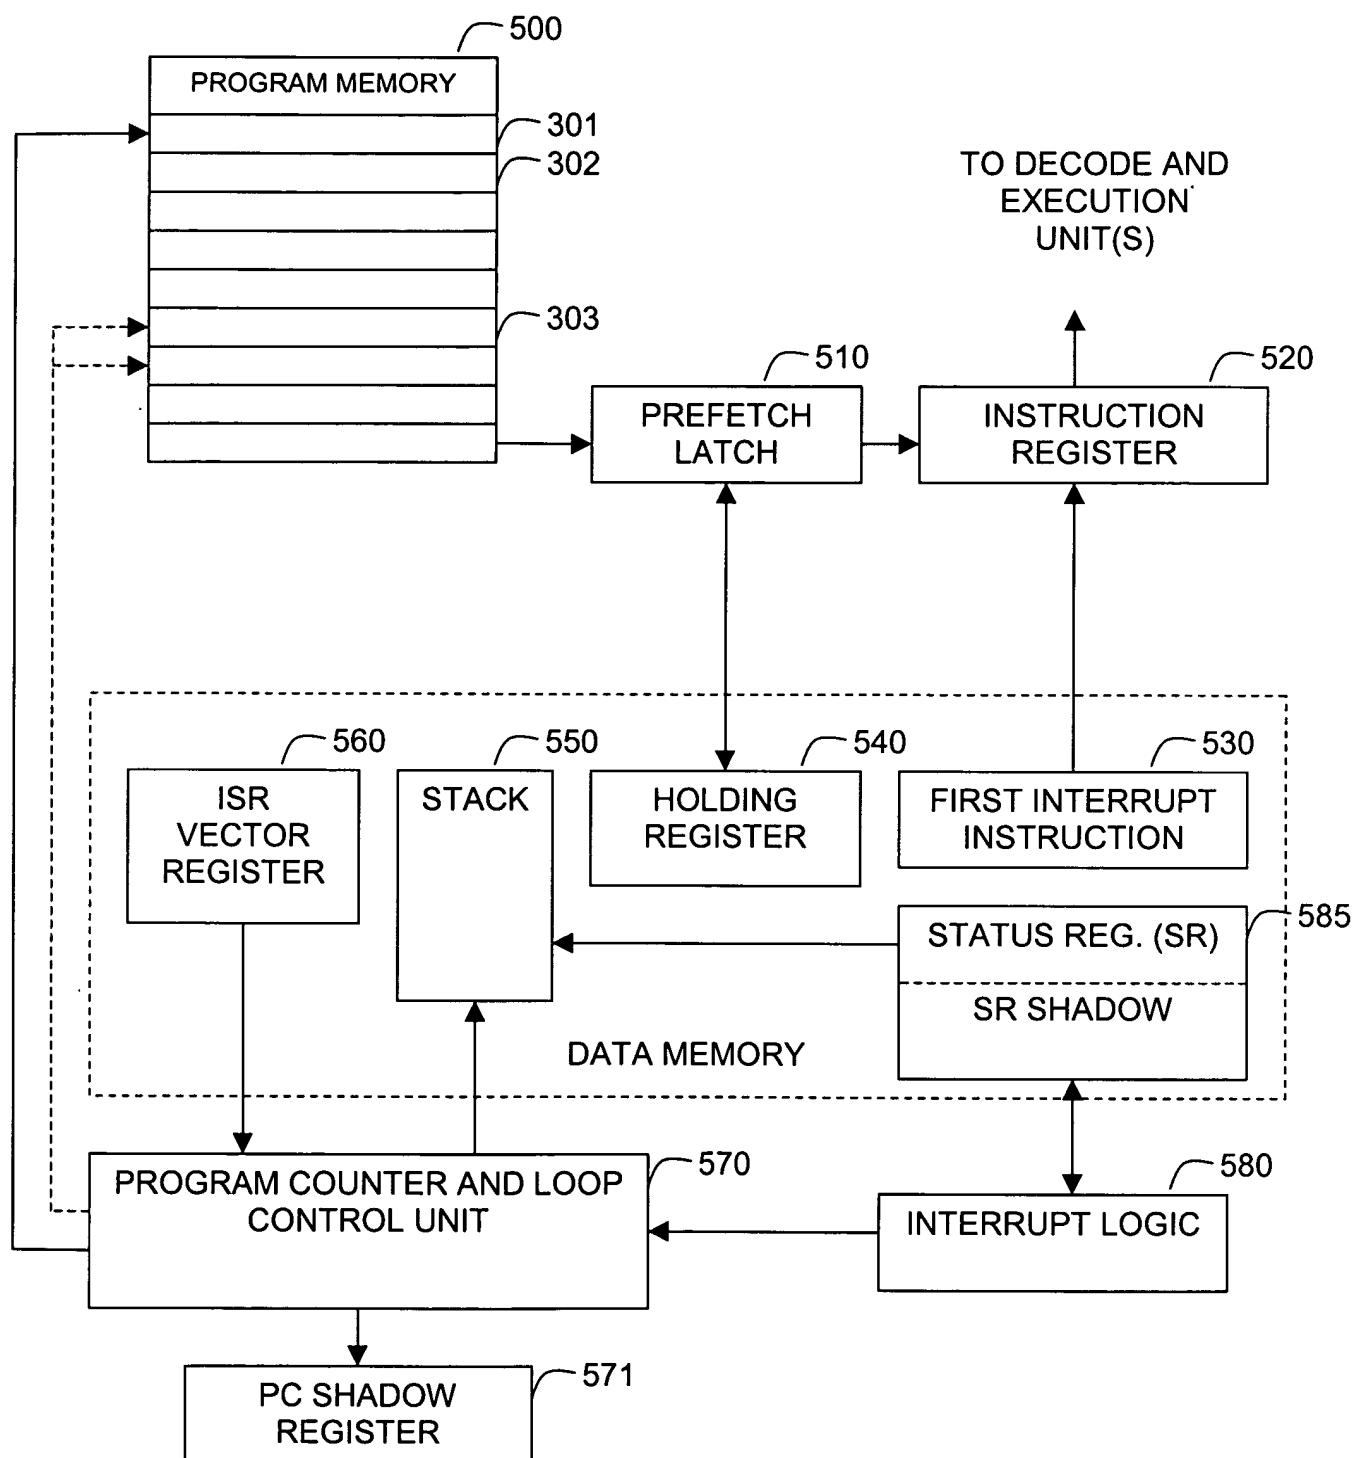 500
PROGRAM MEMORY
301
302
TO DECODE AND
EXECUTION
UNIT(S)
303
510
520
PREFETCH
LATCH
INSTRUCTION
REGISTER
560
550
540
530
ISR
VECTOR
REGISTER
STACK
HOLDING
REGISTER
FIRST INTERRUPT
INSTRUCTION
585
STATUS REG. (SR)
SR SHADOW
DATA MEMORY
570
580
PROGRAM COUNTER AND LOOP
CONTROL UNIT
INTERRUPT LOGIC
571
PC SHADOW
REGISTER